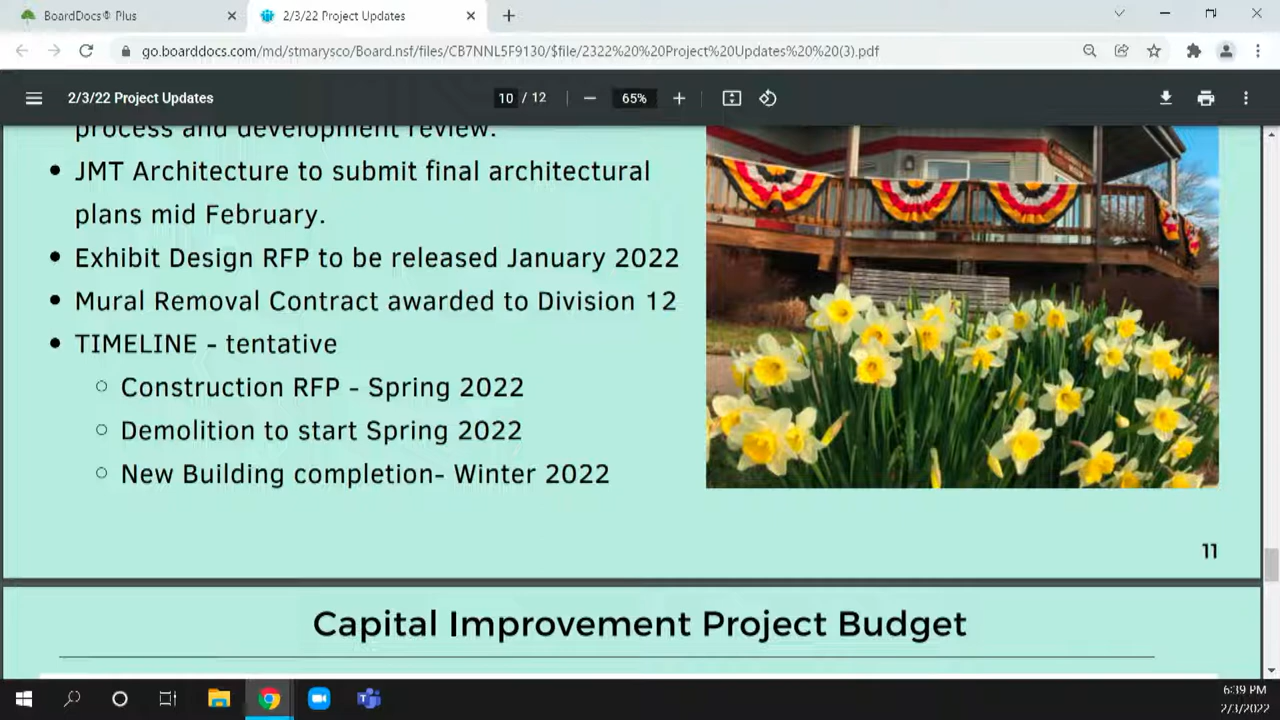 BoardDocs® Plus
2/3/22 Project Updates
go.boarddocs.com/md/stmarysco/Board.nsf/files/CB7NNL5F9130/$file/2322%20%20Project%20Updates%20%20(3).pdf
2/3/22 Project Updates
10 / 12
65%
process and development review.
• JMT Architecture to submit final architectural
plans mid February.
• Exhibit Design RFP to be released January 2022
• Mural Removal Contract awarded to Division 12
• TIMELINE - tentative
○ Construction RFP - Spring 2022
○ Demolition to start Spring 2022
○ New Building completion- Winter 2022
11
Capital Improvement Project Budget
6:39 PM
2/3/2022